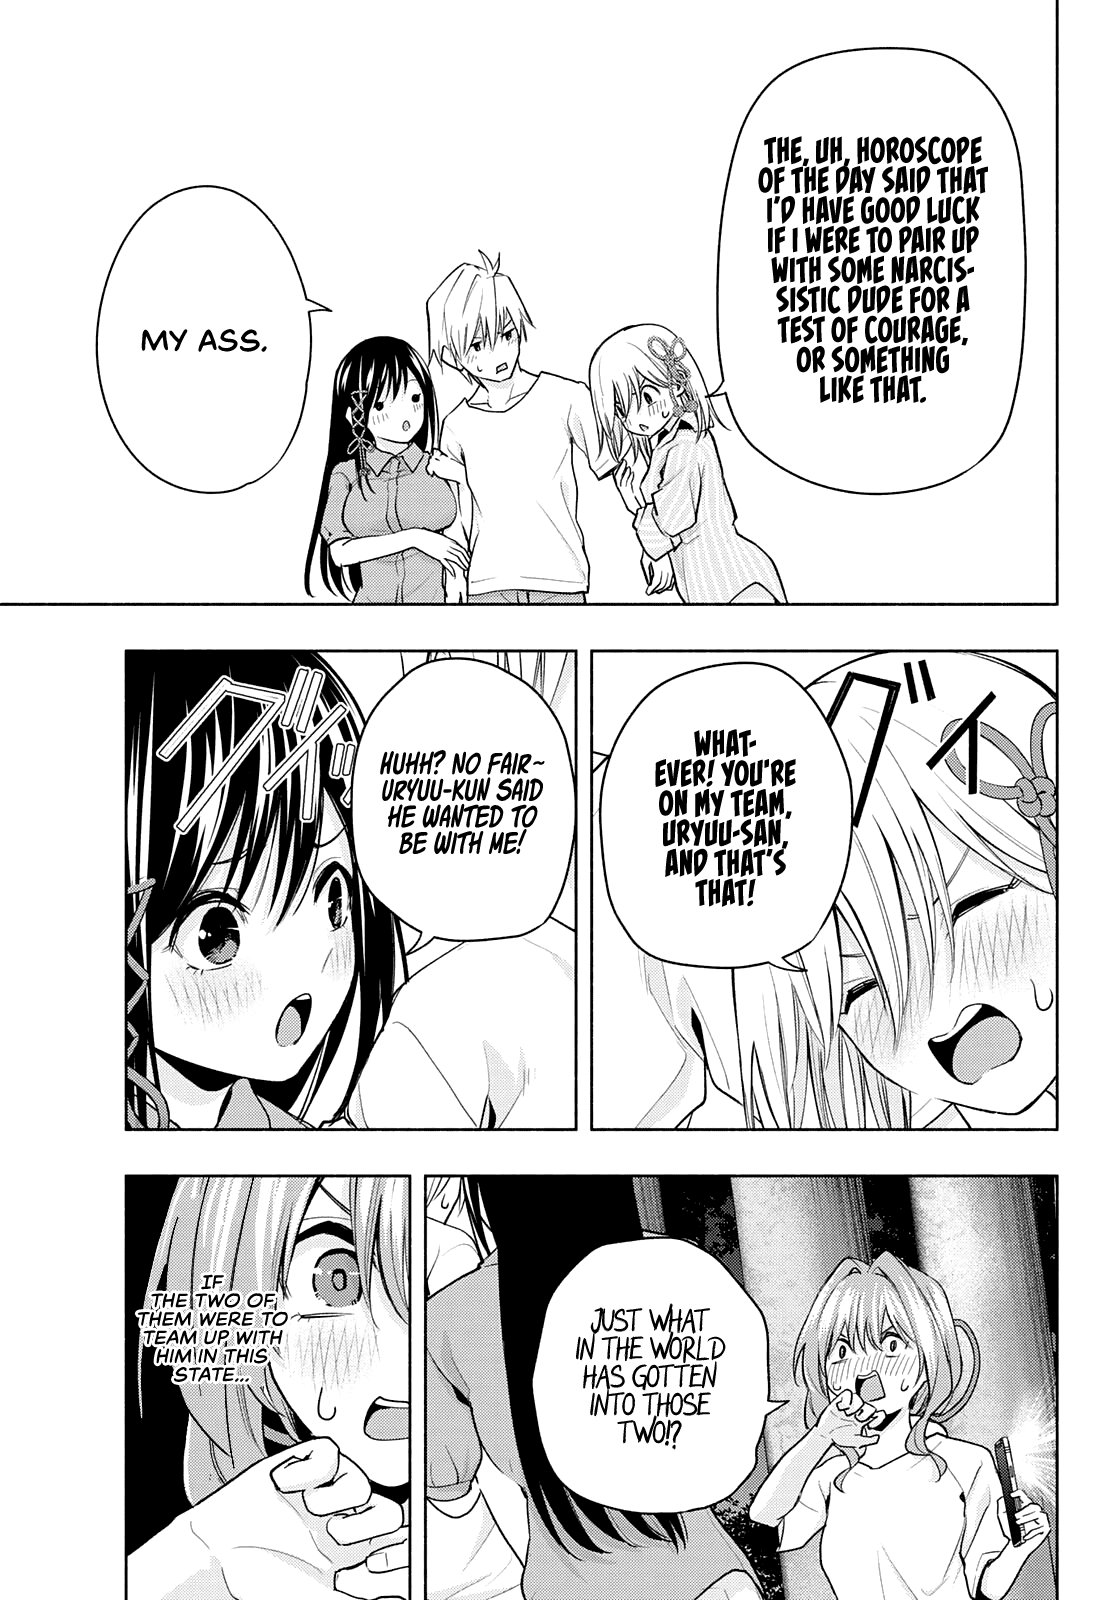 THE, UH, HOROSCOPE
OF THE DAY SAID THAT
I'D HAVE GOOD LUCK
IF I WERE TO PAIR UP
WITH SOME NARCIS-
SISTIC DUDE FOR A
TEST OF COURAGE,
OR SOMETHING
LIKE THAT.
MY ASS.
WHAT-
EVER! YOU'RE
ON MY TEAM,
URYUU-SAN,
AND THAT'S
THAT!
グイ
HUHH? NO FAIR~
URYUU-KUN SAID
HE WANTED TO
BE WITH ME!
グイ
JUST WHAT
IN THE WORLD
HAS GOTTEN
INTO THOSE
TWO!?
IF
THE TWO OF
THEM WERE TO
TEAM UP WITH
HIM IN THIS
STATE...